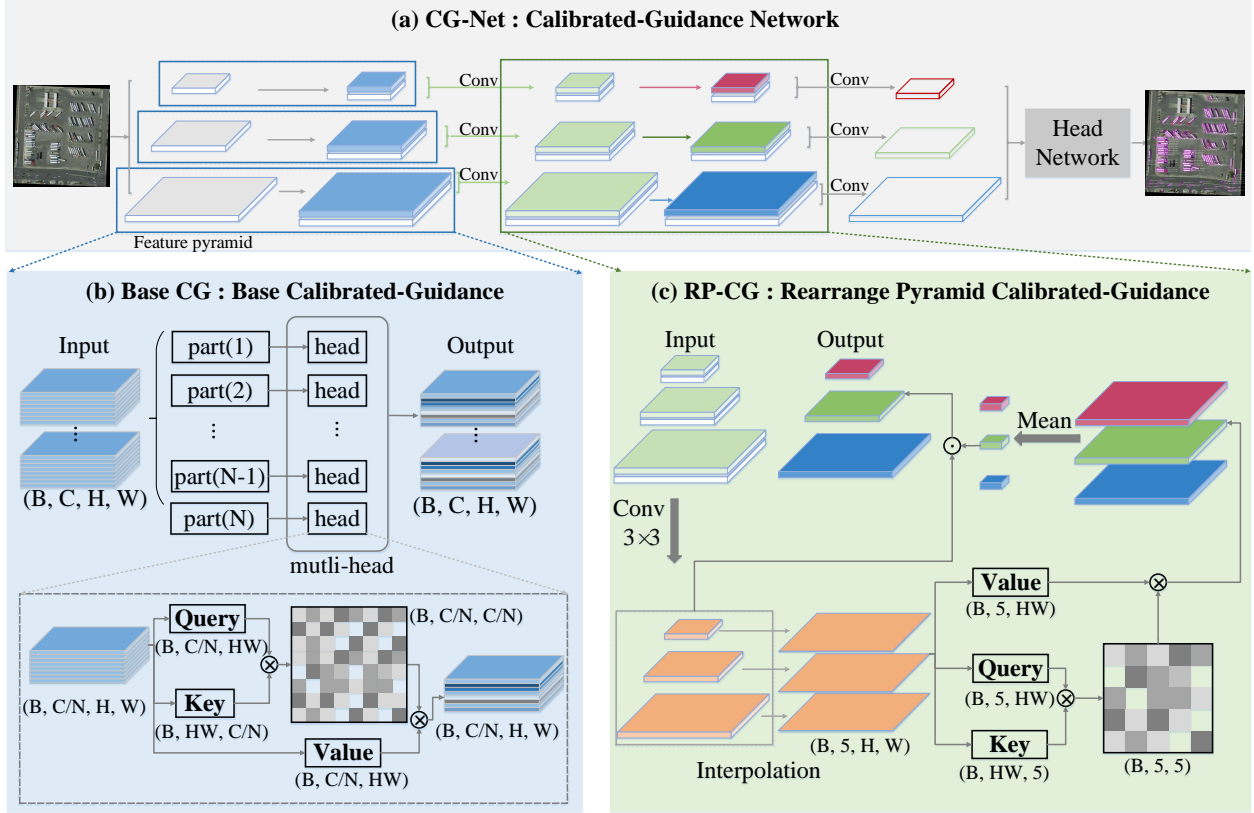 (a) CG-Net : Calibrated-Guidance Network
Conv
Conv
Conv
Conv
Conv
Conv
Head
Network
Feature pyramid
(b) Base CG : Base Calibrated-Guidance
Input
part(1)
head
Output
part(2)
head
⋮
⋮
⋮
⋮
part(N-1)
head
(B, C, H, W)
(B, C, H, W)
part(N)
head
mutli-head
Query
(B, C/N, C/N)
(B, C/N, HW)
(B, C/N, H, W)
Key
(B, HW, C/N)
(B, C/N, H, W)
Value
(B, C/N, HW)
(c) RP-CG : Rearrange Pyramid Calibrated-Guidance
Input
Output
Mean
Conv
3×3
Value
(B, 5, HW)
Query
(B, 5, HW)
Key
(B, 5, H, W)
(B, HW, 5)
(B, 5, 5)
Interpolation